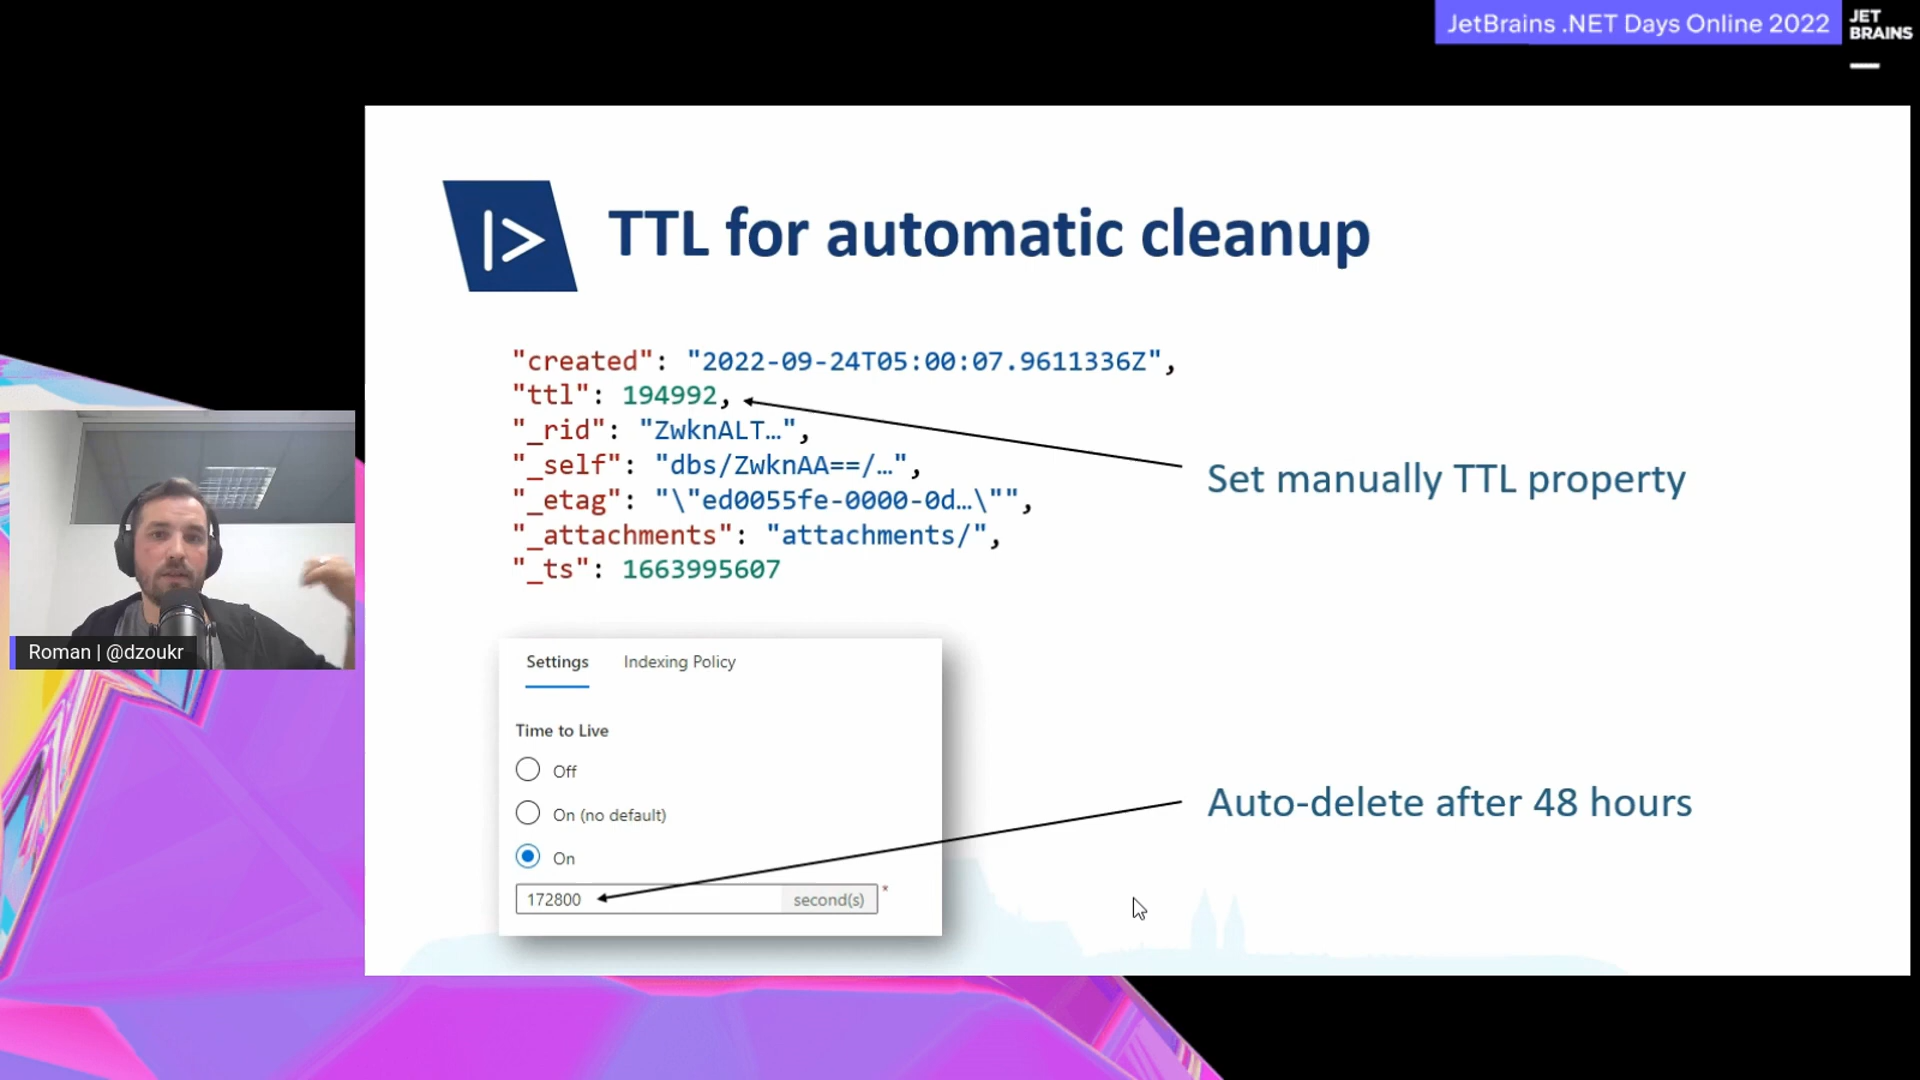 JetBrains .NET Days Online 2022
JET
BRAINS
|>
TTL for automatic cleanup
"created": "2022-09-24T05:00:07.9611336Z",
"ttl": 194992,
"_rid": "ZwknALT…",
"_self": "dbs/ZwknAA==/…",
"_etag": "\"ed0055fe-0000-0d…\"",
"_attachments": "attachments/",
"_ts": 1663995607
Set manually TTL property
Roman | @dzoukr
Settings Indexing Policy
Time to Live
Off
On (no default)
On
172800 second(s) *
Auto-delete after 48 hours